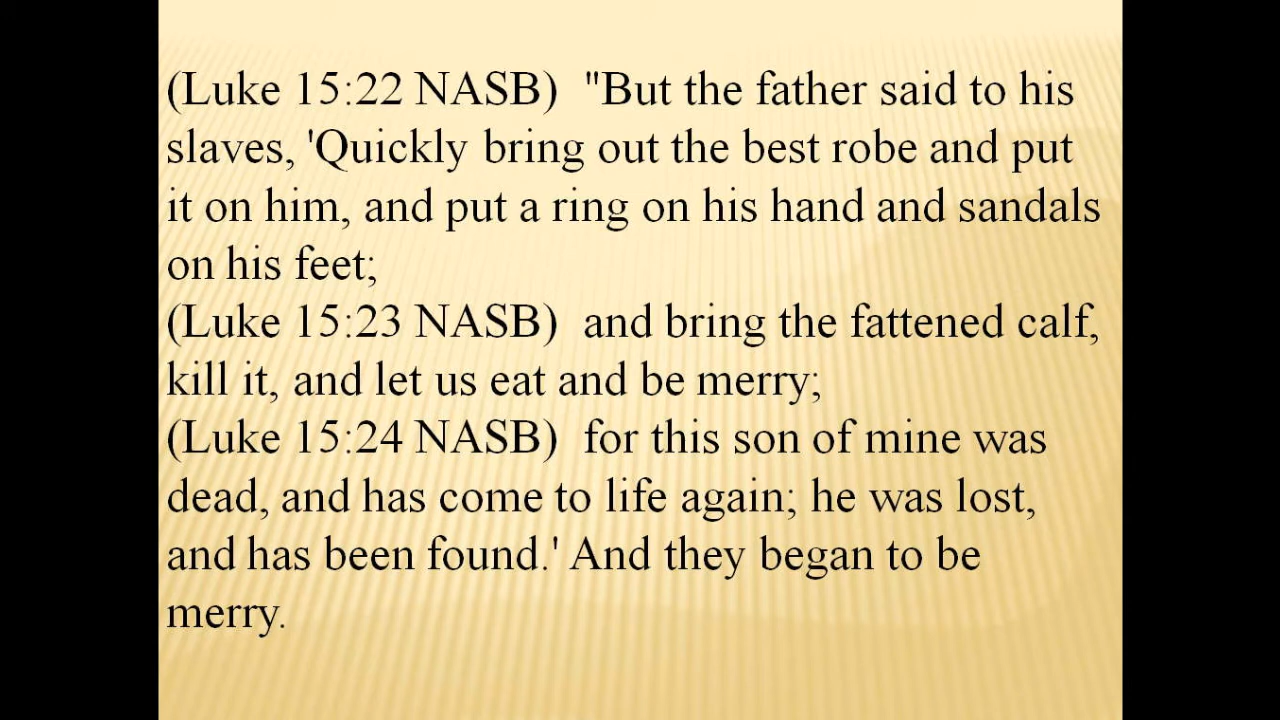 (Luke 15:22 NASB)  "But the father said to his
slaves, 'Quickly bring out the best robe and put
it on him, and put a ring on his hand and sandals
on his feet;
(Luke 15:23 NASB)  and bring the fattened calf,
kill it, and let us eat and be merry;
(Luke 15:24 NASB)  for this son of mine was
dead, and has come to life again; he was lost,
and has been found.' And they began to be
merry.